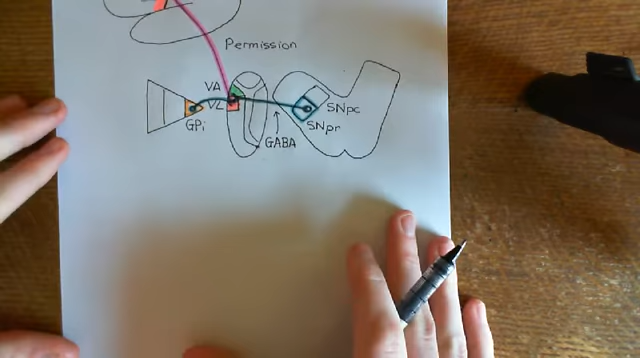 Permission
VA
VL
GPi
GABA
SNpc
SNpr